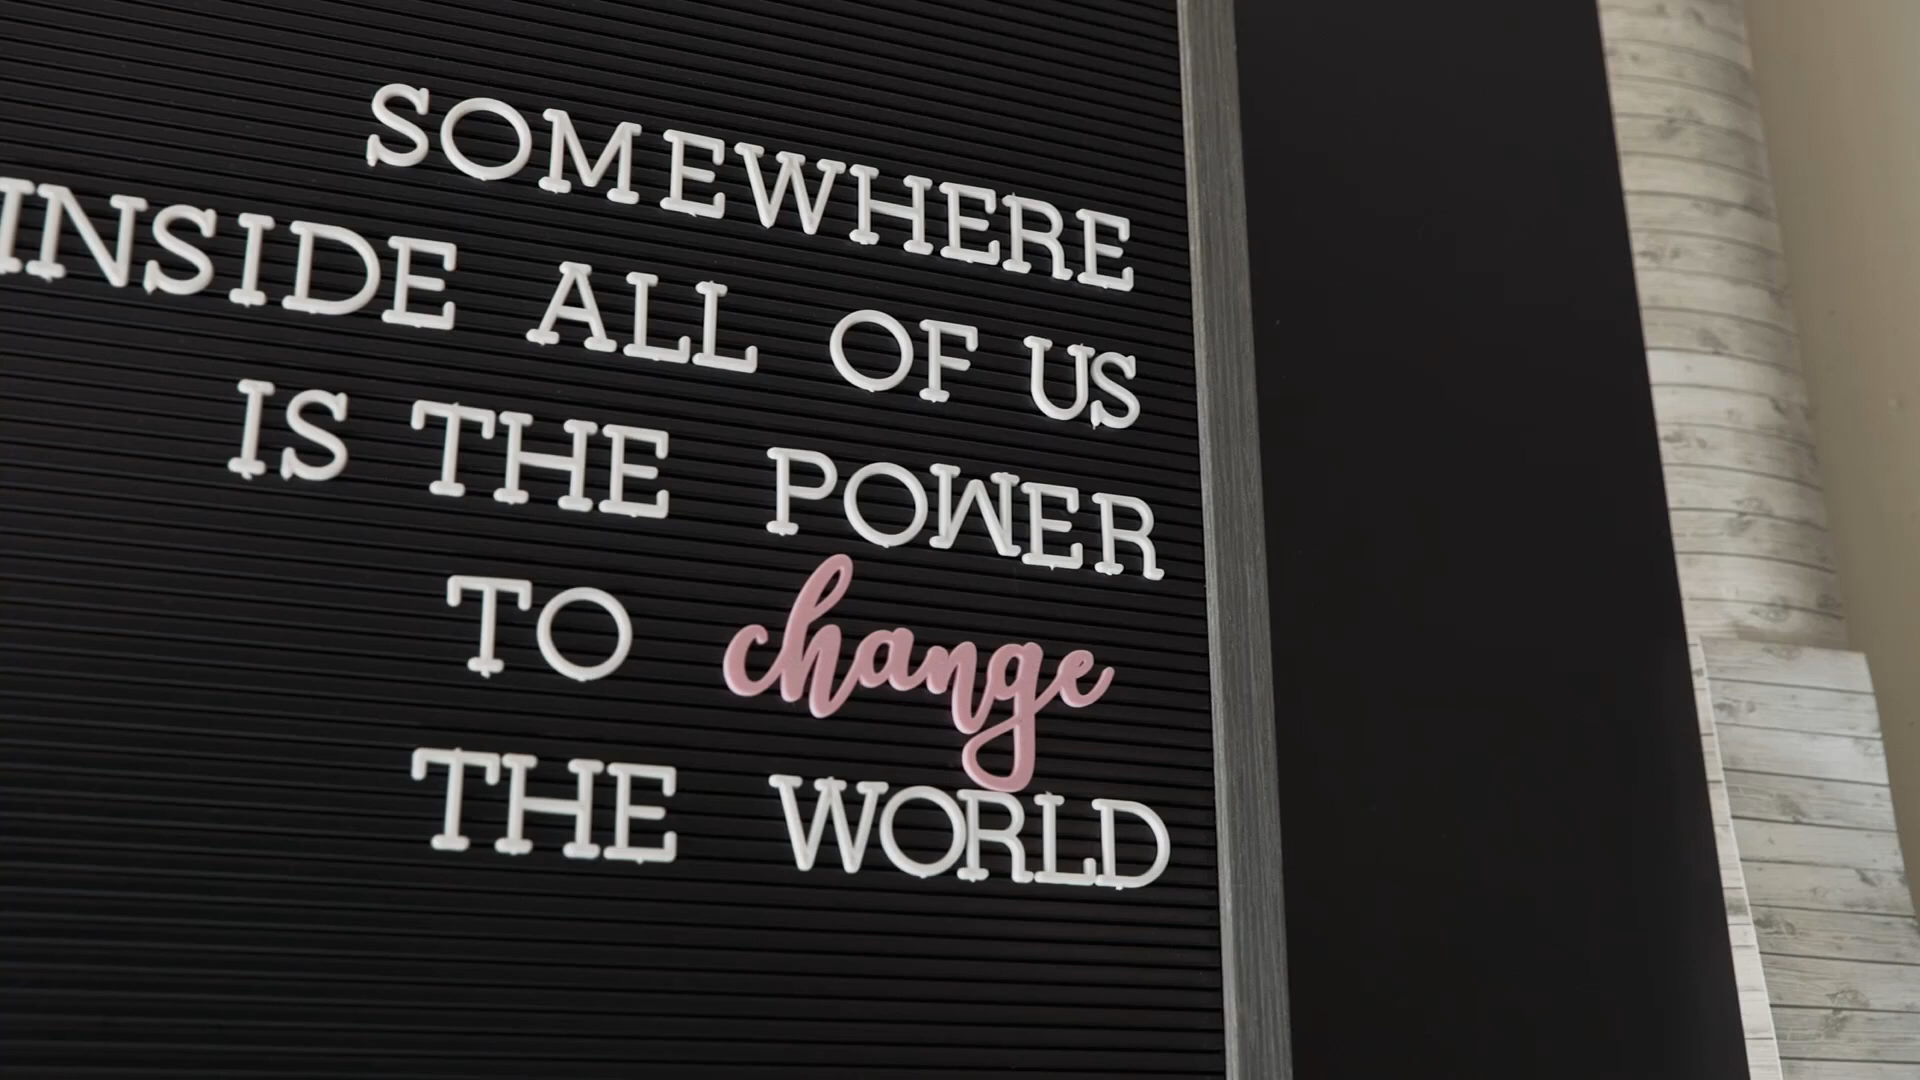 SOMEWHERE
INSIDE ALL OF US
IS THE POWER
TO change
THE WORLD